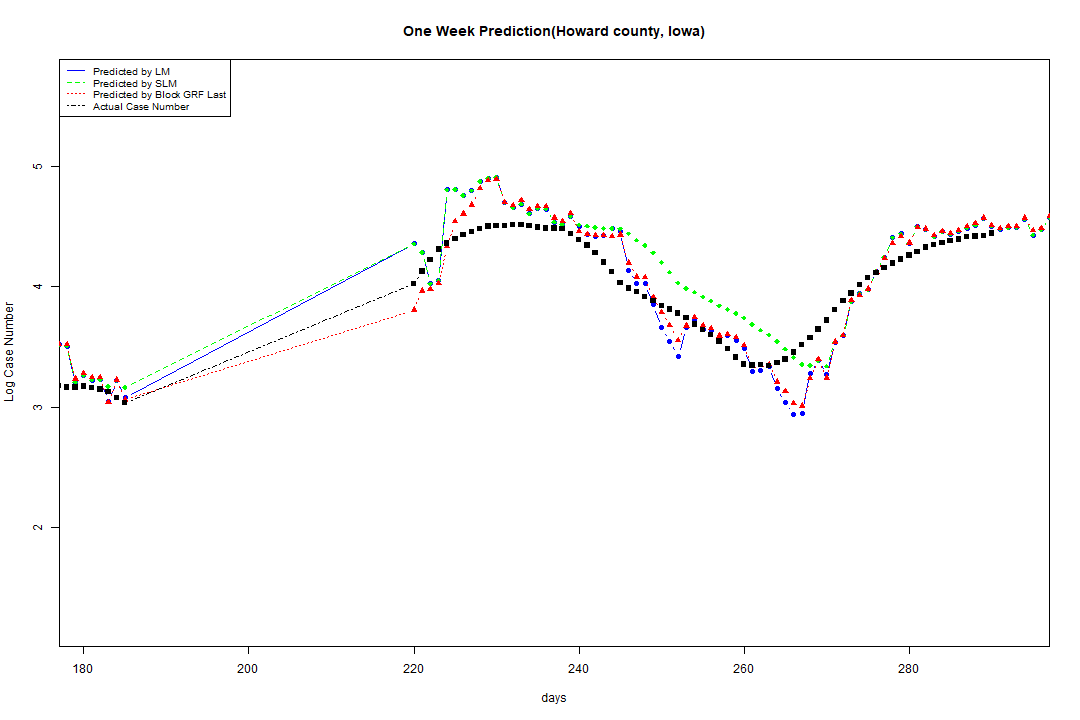 One Week Prediction(Howard county, Iowa)
Predicted by LM
Predicted by SLM
Predicted by Block GRF Last
Actual Case Number
5
4
3
2
Log Case Number
180 200 220 240 260 280
days